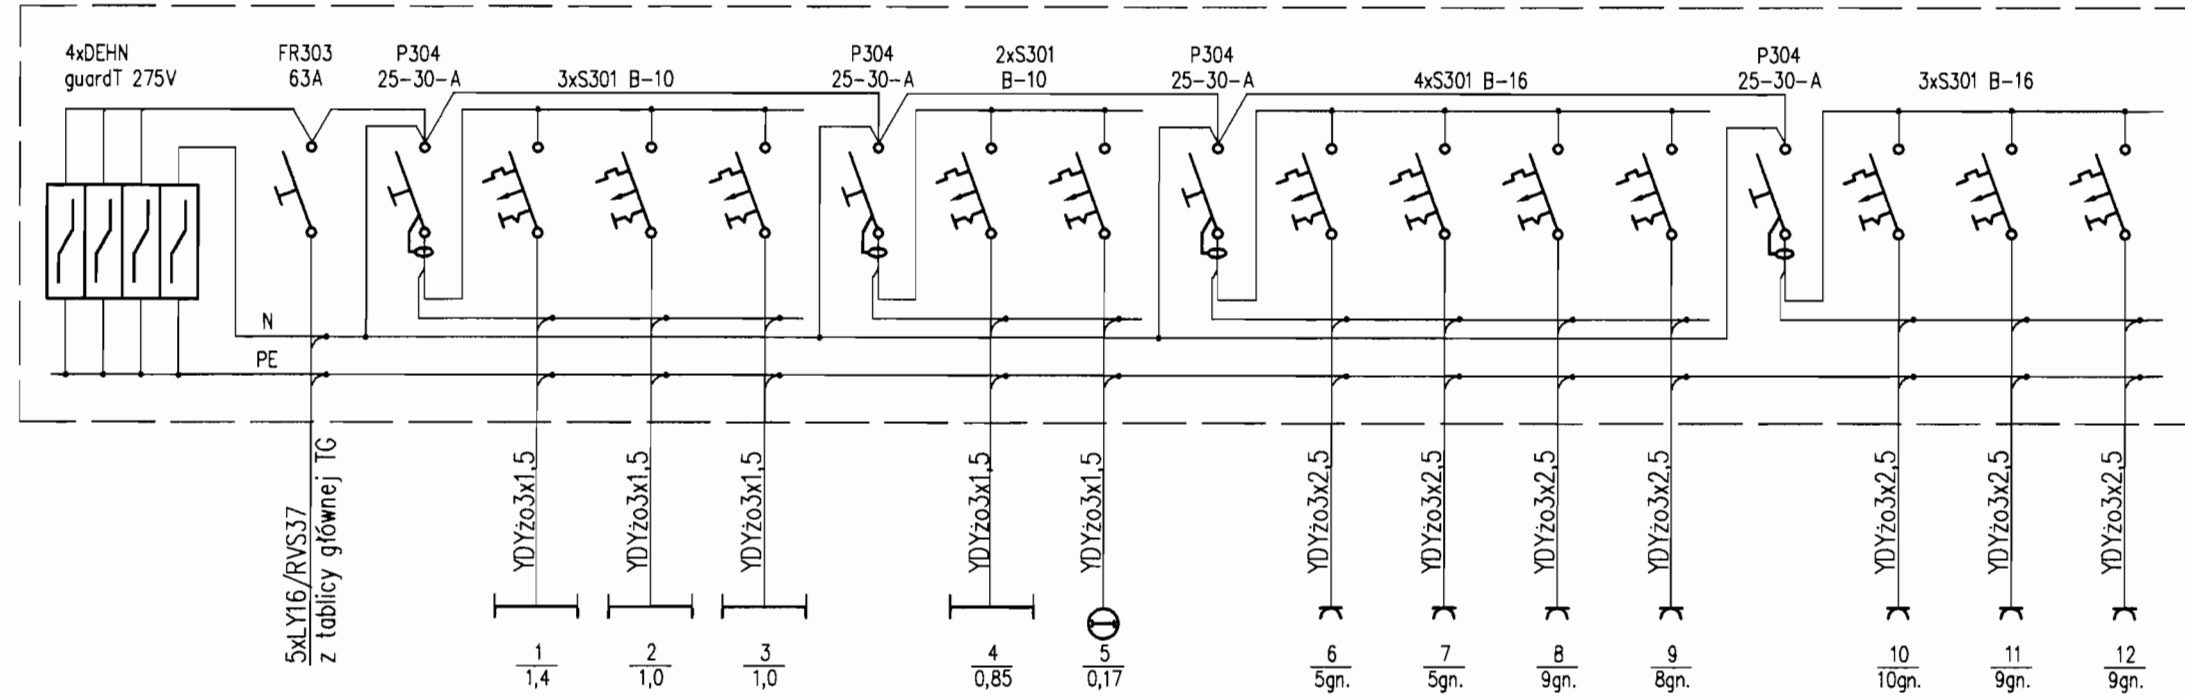 4xDEHN
guardT 275V
FR303
63A
P304
25-30-A
3xS301 B-10
P304
25-30-A
2xS301
B-10
P304
25-30-A
4xS301 B-16
P304
25-30-A
3xS301 B-16
N
PE
5xLY16/RVS37
z tablicy głównej TG
YDYżo3x1,5
YDYżo3x1,5
YDYżo3x1,5
YDYżo3x1,5
YDYżo3x1,5
YDYżo3x2,5
YDYżo3x2,5
YDYżo3x2,5
YDYżo3x2,5
YDYżo3x2,5
YDYżo3x2,5
YDYżo3x2,5
1
1,4
2
1,0
3
1,0
4
0,85
5
0,17
6
5gn.
7
5gn.
8
9gn.
9
8gn.
10
10gn.
11
9gn.
12
9gn.